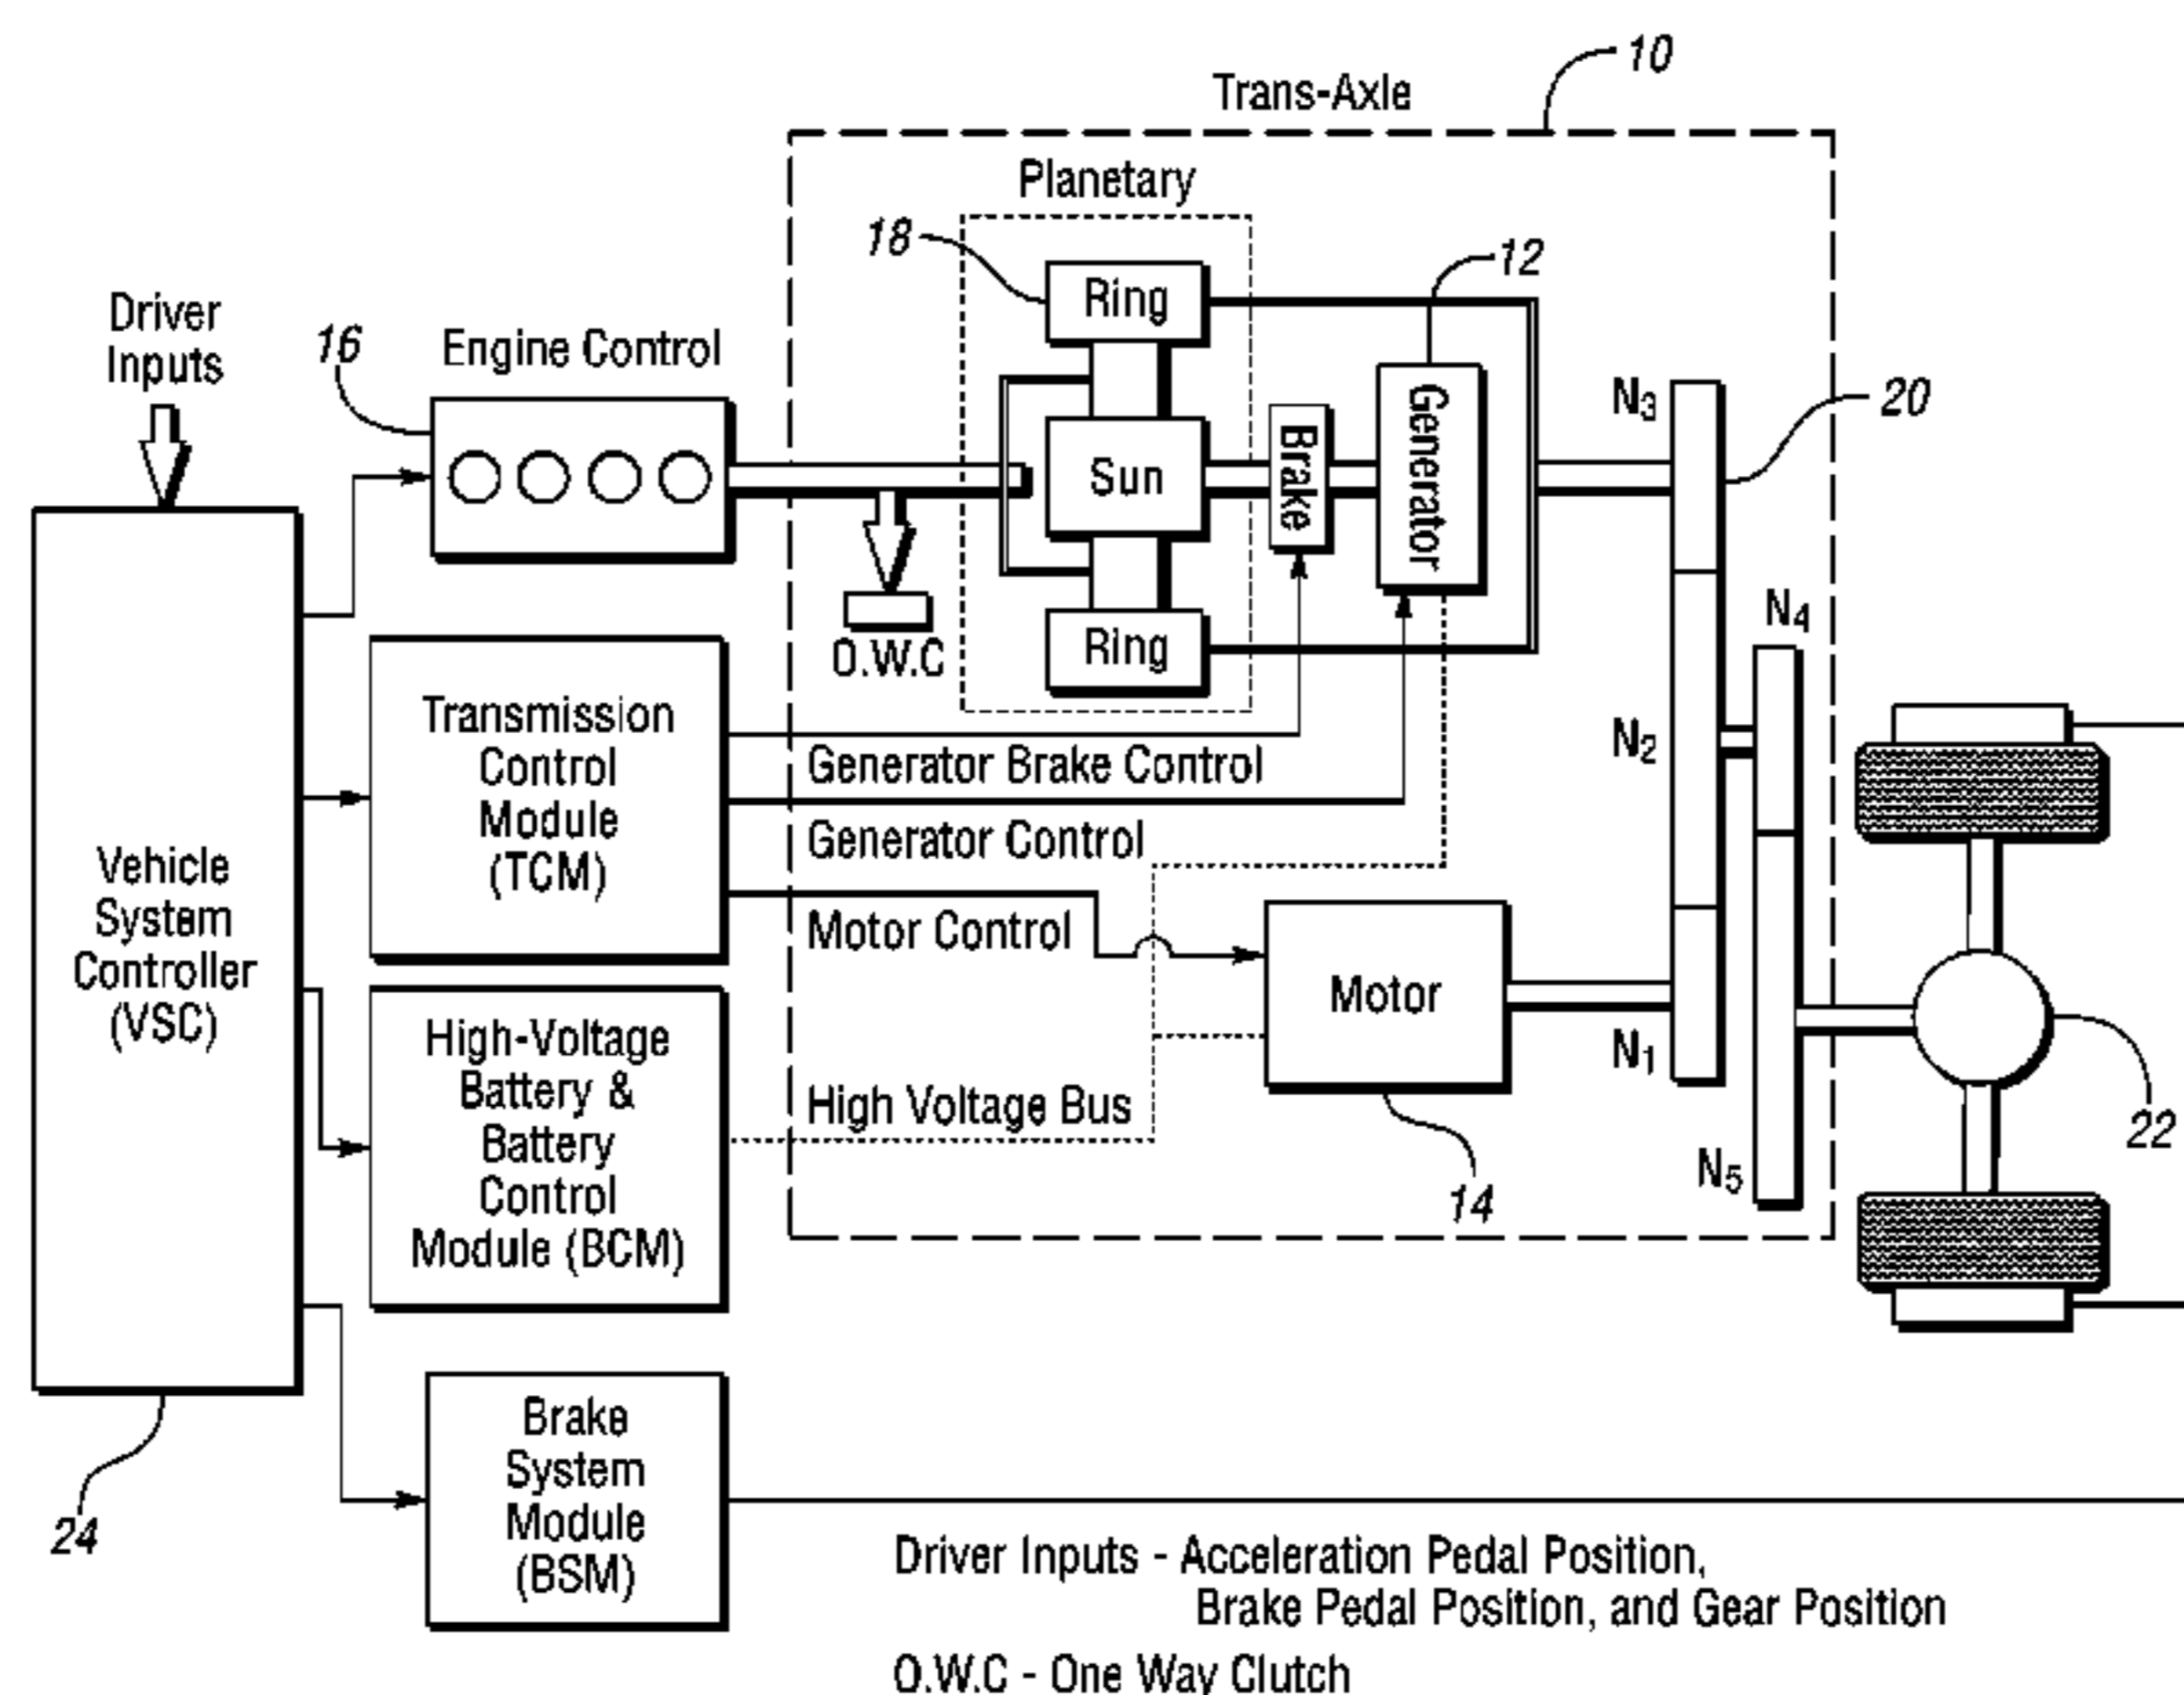 10
Trans-Axle
Planetary
18
12
Ring
Driver
Inputs
16
Engine Control
N3
20
Generator
Brake
Sun
N4
O.W.C
Ring
Transmission
Control
Module
(TCM)
Generator Brake Control
N2
Generator Control
Vehicle
System
Controller
(VSC)
Motor Control
Motor
High-Voltage
Battery &
Battery
Control
Module (BCM)
N1
High Voltage Bus
22
N5
14
Brake
System
Module
(BSM)
24
Driver Inputs - Acceleration Pedal Position,
Brake Pedal Position, and Gear Position
O.W.C - One Way Clutch